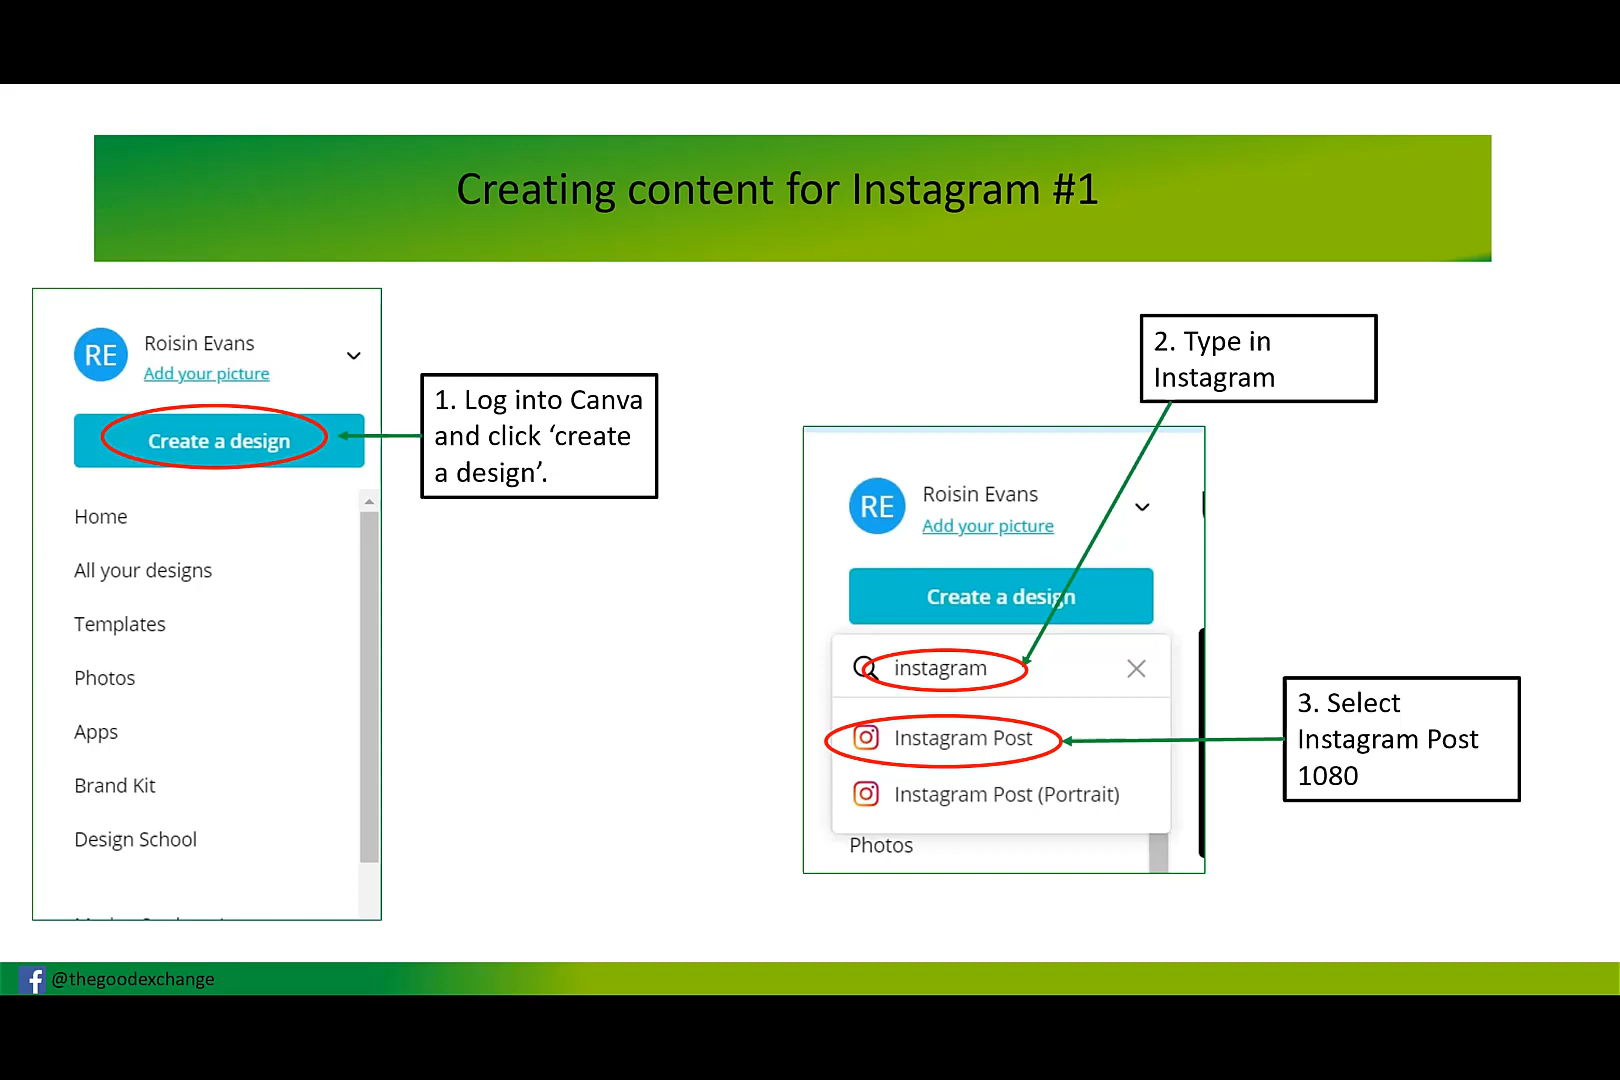 Creating content for Instagram #1
RE
Roisin Evans
Add your picture
Create a design
Home
All your designs
Templates
Photos
Apps
Brand Kit
Design School
1. Log into Canva
and click ‘create
a design’.
2. Type in
Instagram
RE
Roisin Evans
Add your picture
Create a design
instagram
Instagram Post
Instagram Post (Portrait)
Photos
3. Select
Instagram Post
1080
@thegoodexchange